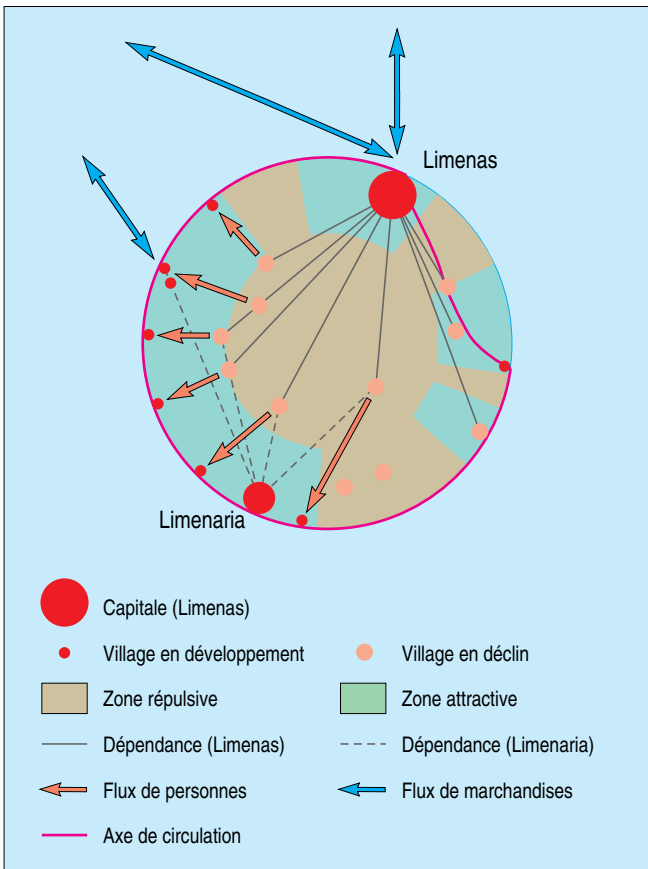 Limenas
Limenaria
Capitale (Limenas)
Village en développement
Village en déclin
Zone répulsive
Zone attractive
Dépendance (Limenas)
Dépendance (Limenaria)
Flux de personnes
Flux de marchandises
Axe de circulation